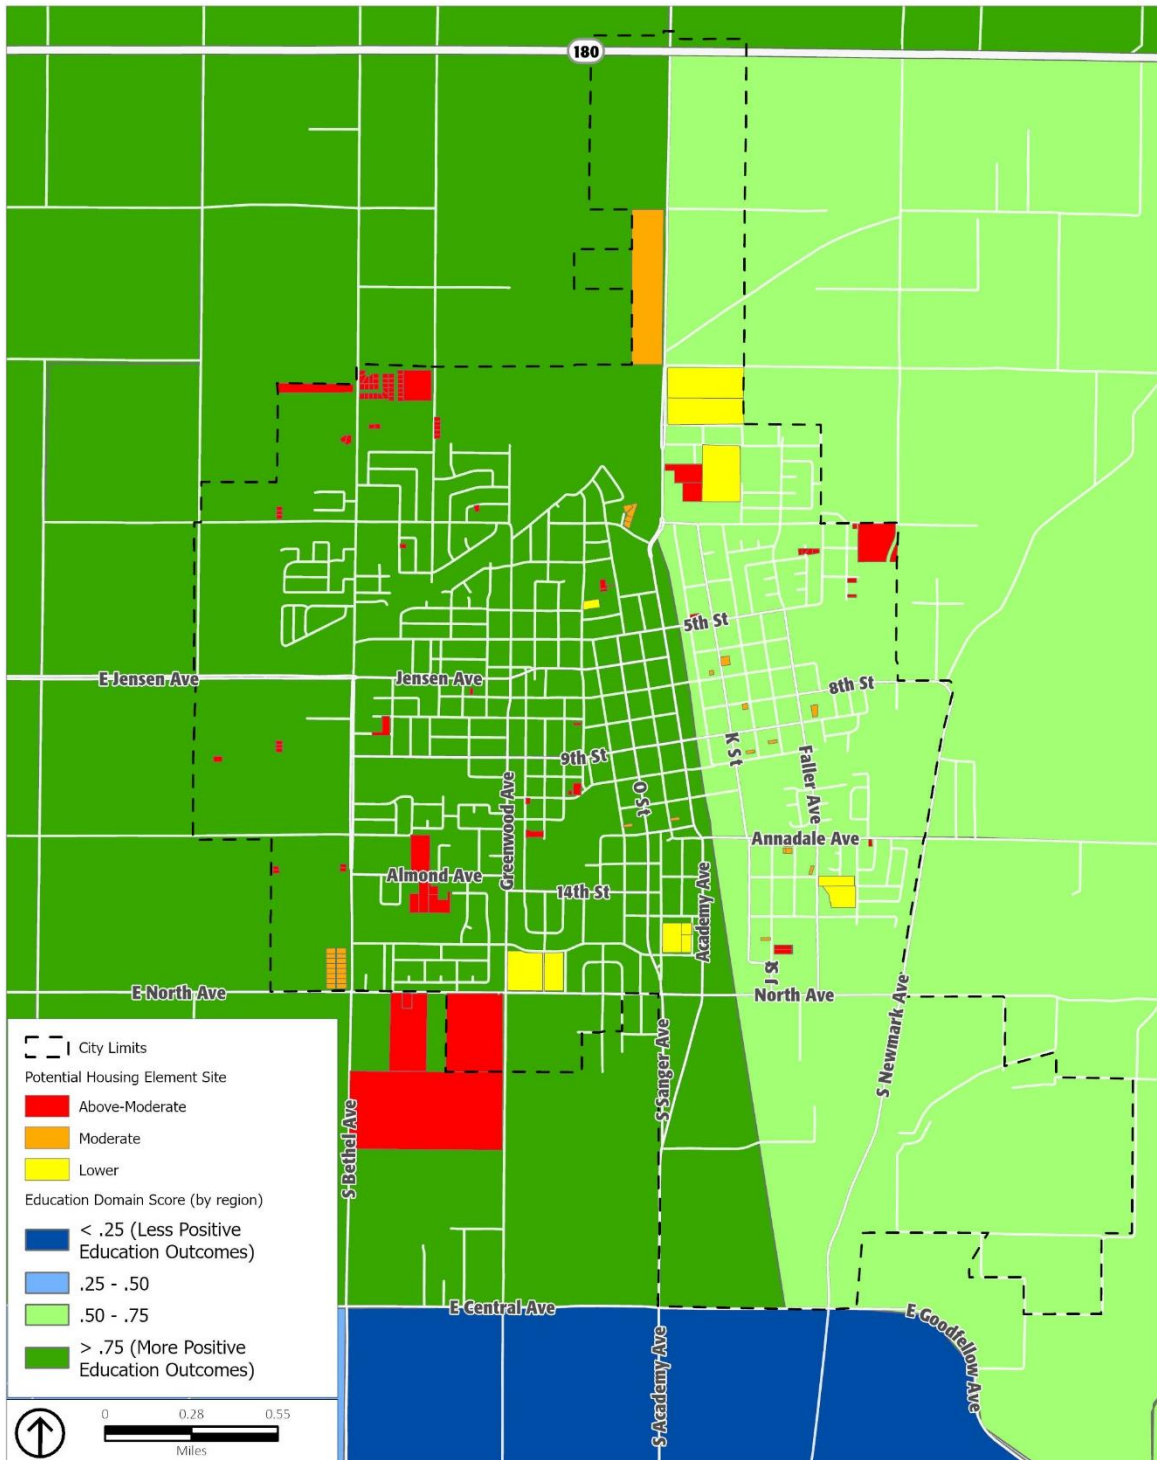 180
5th St
E Jensen Ave
Jensen Ave
8th St
K St
9th St
Faller Ave
O St
Greenwood Ave
Annadale Ave
Almond Ave
14th St
Academy Ave
J St
E North Ave
North Ave
S Newmark Ave
S Sanger Ave
S Bethel Ave
E Central Ave
E Goodfellow Ave
S Academy Ave
City Limits
Potential Housing Element Site
Above-Moderate
Moderate
Lower
Education Domain Score (by region)
< .25 (Less Positive
Education Outcomes)
.25 - .50
.50 - .75
> .75 (More Positive
Education Outcomes)
0 0.28 0.55
Miles